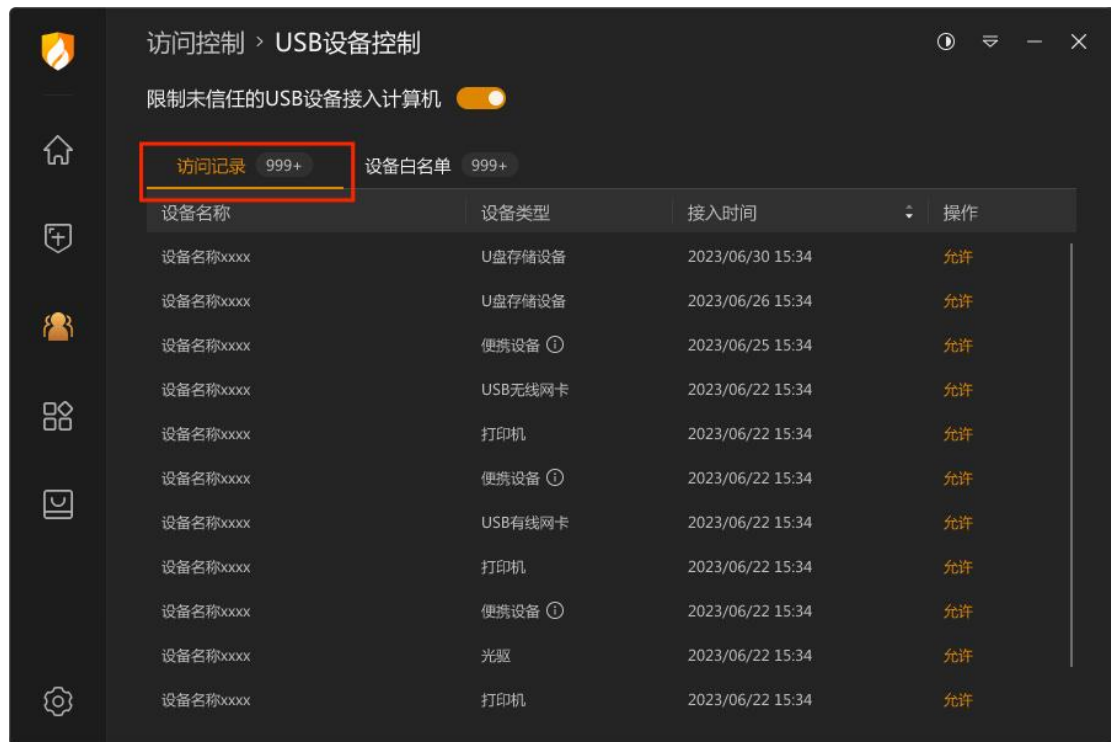 访问控制 > USB设备控制
限制未信任的USB设备接入计算机
访问记录 999+ 设备白名单 999+
设备名称 设备类型 接入时间 操作
设备名称xxxx U盘存储设备 2023/06/30 15:34 允许
设备名称xxxx U盘存储设备 2023/06/26 15:34 允许
设备名称xxxx 便携设备 2023/06/25 15:34 允许
设备名称xxxx USB无线网卡 2023/06/22 15:34 允许
设备名称xxxx 打印机 2023/06/22 15:34 允许
设备名称xxxx 便携设备 2023/06/22 15:34 允许
设备名称xxxx USB有线网卡 2023/06/22 15:34 允许
设备名称xxxx 打印机 2023/06/22 15:34 允许
设备名称xxxx 便携设备 2023/06/22 15:34 允许
设备名称xxxx 光驱 2023/06/22 15:34 允许
设备名称xxxx 打印机 2023/06/22 15:34 允许